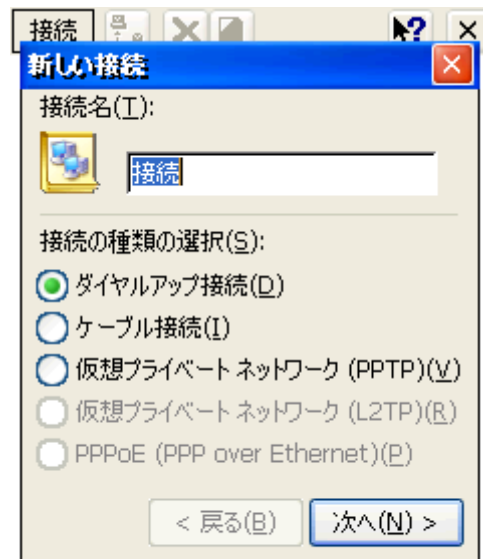 接続
新しい接続
接続名(T):
接続
接続の種類の選択(S):
ダイヤルアップ接続(D)
ケーブル接続(I)
仮想プライベート ネットワーク (PPTP)(V)
仮想プライベート ネットワーク (L2TP)(R)
PPPoE (PPP over Ethernet)(P)
< 戻る(B)
次へ(N) >